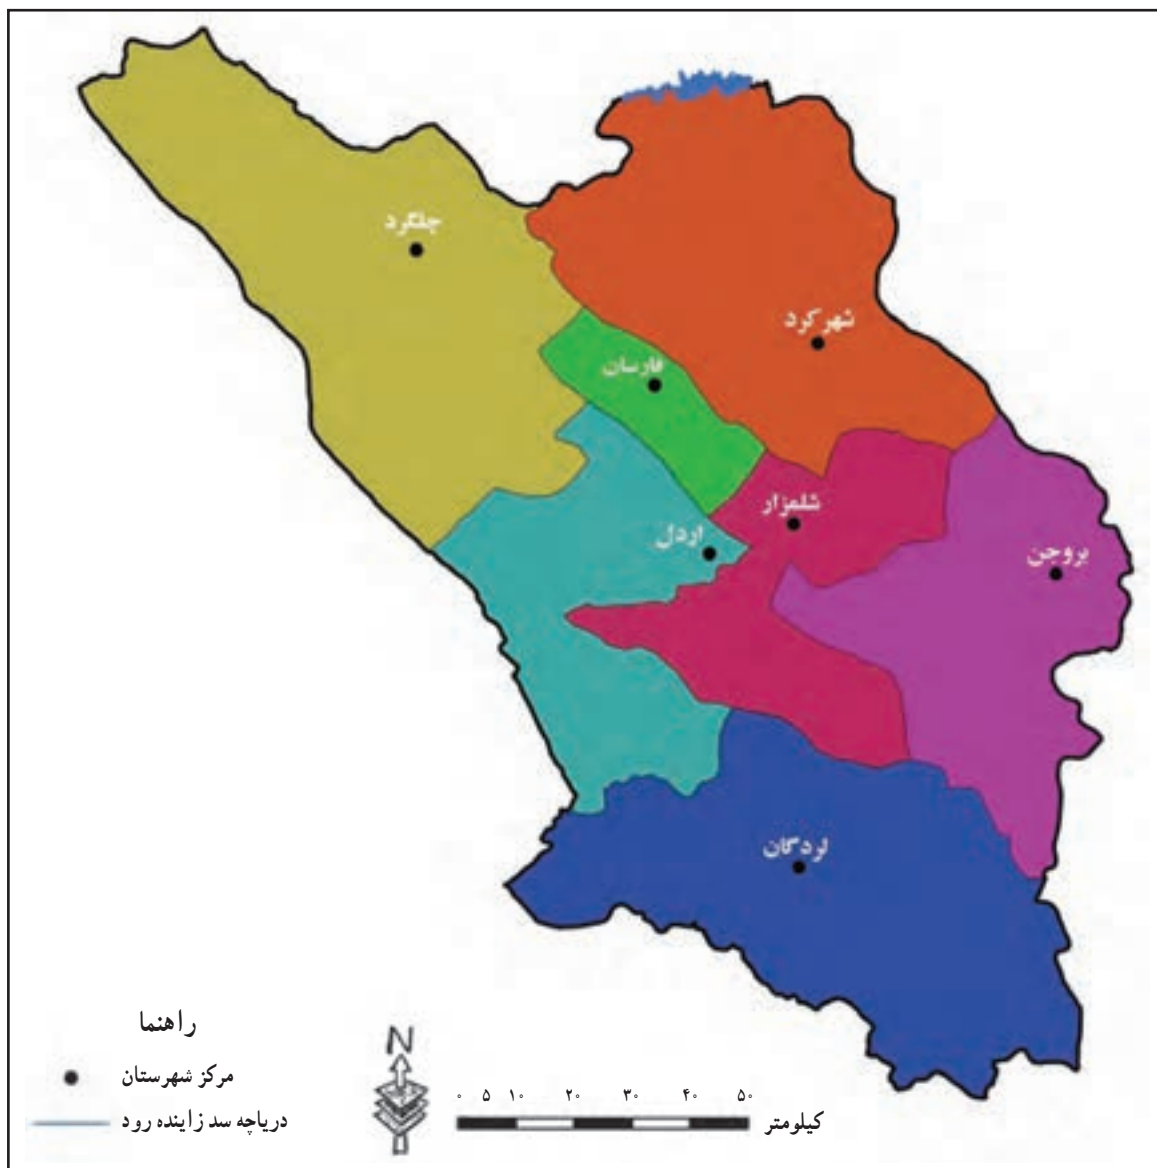 چلگرد
شهرکرد
فارسان
شلمزار
اردل
بروجن
لردگان
راهنما
مرکز شهرستان
دریاچه سد زاینده رود
N
۰ ۵ ۱۰ ۲۰ ۳۰ ۴۰ ۵۰
کیلومتر